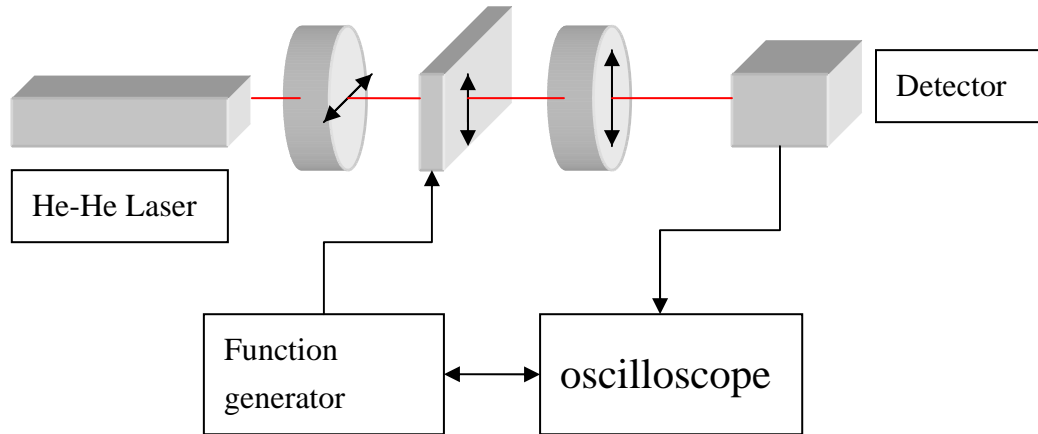 Detector
He-He Laser
Function
generator
oscilloscope